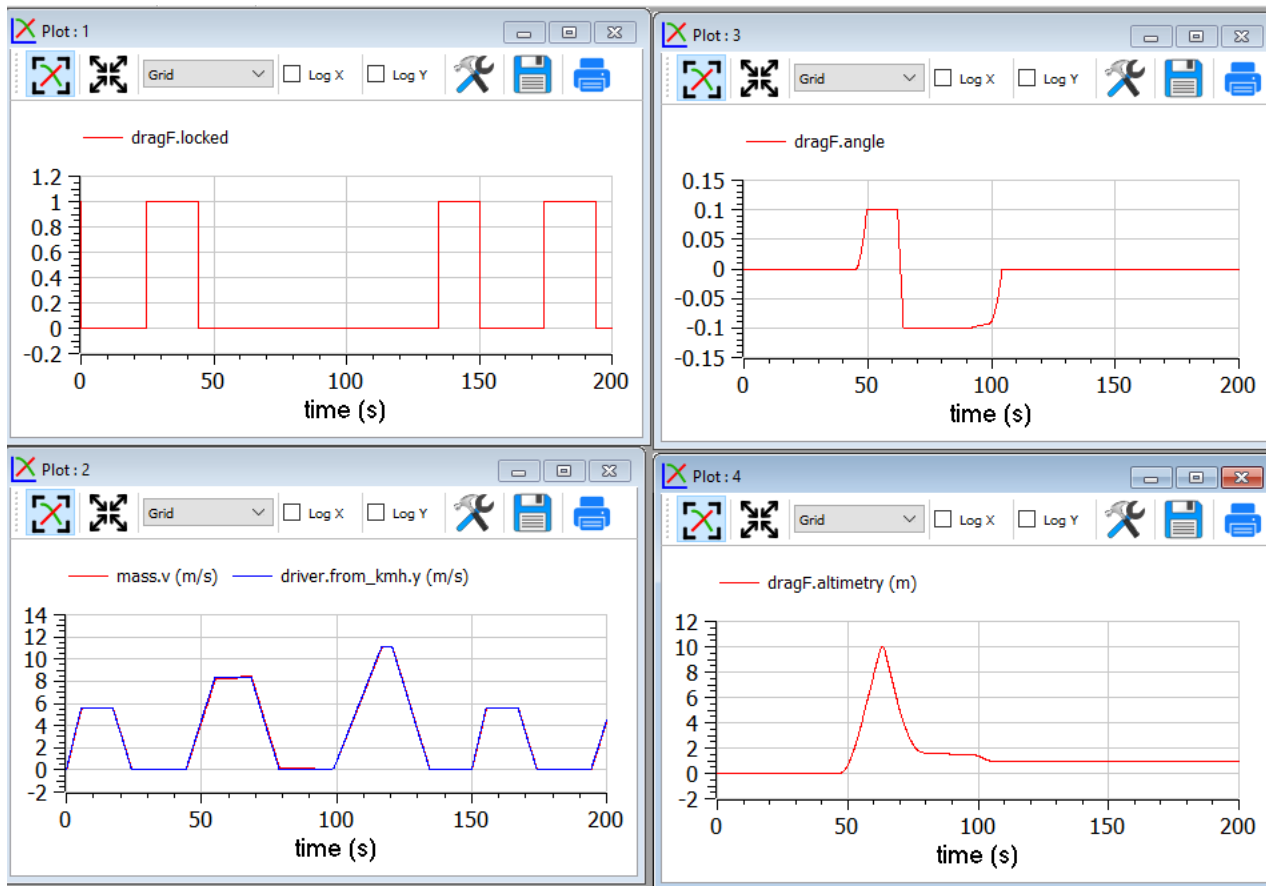 Plot : 1
Grid Log X Log Y
dragF.locked
1.2
1
0.8
0.6
0.4
0.2
0
-0.2
0 50 100 150 200
time (s)
Plot : 3
Grid Log X Log Y
dragF.angle
0.15
0.1
0.05
0
-0.05
-0.1
-0.15
0 50 100 150 200
time (s)
Plot : 2
Grid Log X Log Y
mass.v (m/s) driver.from_kmh.y (m/s)
14
12
10
8
6
4
2
0
-2
0 50 100 150 200
time (s)
Plot : 4
Grid Log X Log Y
dragF.altimetry (m)
12
10
8
6
4
2
0
-2
0 50 100 150 200
time (s)